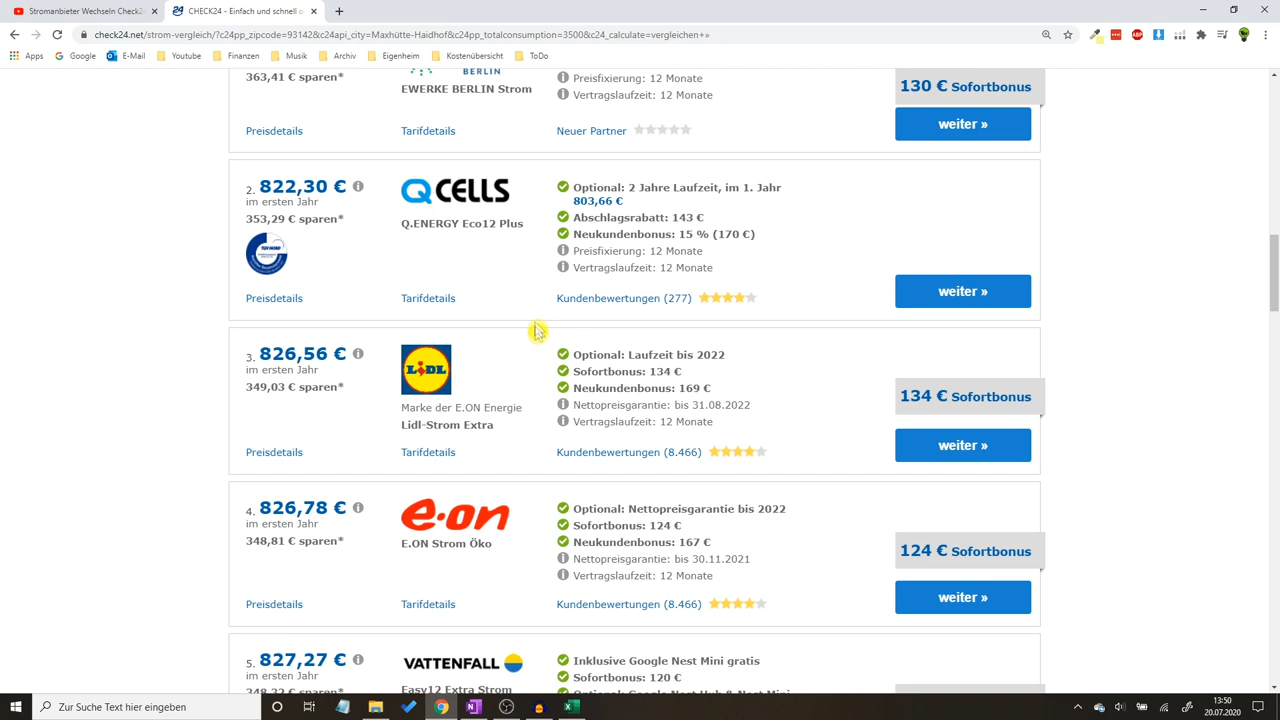 Stromanbieter Wechseln Check24
CHECK24 - Einfach und schnell o
check24.net/strom-vergleich/?c24pp_zipcode=93142&c24api_city=Maxhütte-Haidhof&c24pp_totalconsumption=3500&c24_calculate=vergleichen+»
Apps
Google
E-Mail
Youtube
Finanzen
Musik
Archiv
Eigenheim
Kostenübersicht
ToDo
363,41 € sparen*
BERLIN
EWERKE BERLIN Strom
Preisfixierung: 12 Monate
Vertragslaufzeit: 12 Monate
130 € Sofortbonus
weiter »
Preisdetails
Tarifdetails
Neuer Partner
2. 822,30 €
im ersten Jahr
353,29 € sparen*
TÜV NORD
Q CELLS
Q.ENERGY Eco12 Plus
Optional: 2 Jahre Laufzeit, im 1. Jahr
803,66 €
Abschlagsrabatt: 143 €
Neukundenbonus: 15 % (170 €)
Preisfixierung: 12 Monate
Vertragslaufzeit: 12 Monate
weiter »
Preisdetails
Tarifdetails
Kundenbewertungen (277)
3. 826,56 €
im ersten Jahr
349,03 € sparen*
LiDL
Marke der E.ON Energie
Lidl-Strom Extra
Optional: Laufzeit bis 2022
Sofortbonus: 134 €
Neukundenbonus: 169 €
Nettopreisgarantie: bis 31.08.2022
Vertragslaufzeit: 12 Monate
134 € Sofortbonus
weiter »
Preisdetails
Tarifdetails
Kundenbewertungen (8.466)
4. 826,78 €
im ersten Jahr
348,81 € sparen*
e·on
E.ON Strom Öko
Optional: Nettopreisgarantie bis 2022
Sofortbonus: 124 €
Neukundenbonus: 167 €
Nettopreisgarantie: bis 30.11.2021
Vertragslaufzeit: 12 Monate
124 € Sofortbonus
weiter »
Preisdetails
Tarifdetails
Kundenbewertungen (8.466)
5. 827,27 €
im ersten Jahr
348,32 € sparen*
VATTENFALL
Easy12 Extra Strom
Inklusive Google Nest Mini gratis
Sofortbonus: 120 €
Optional: Google Nest Hub & Nest Mini
Zur Suche Text hier eingeben
13:50
20.07.2020